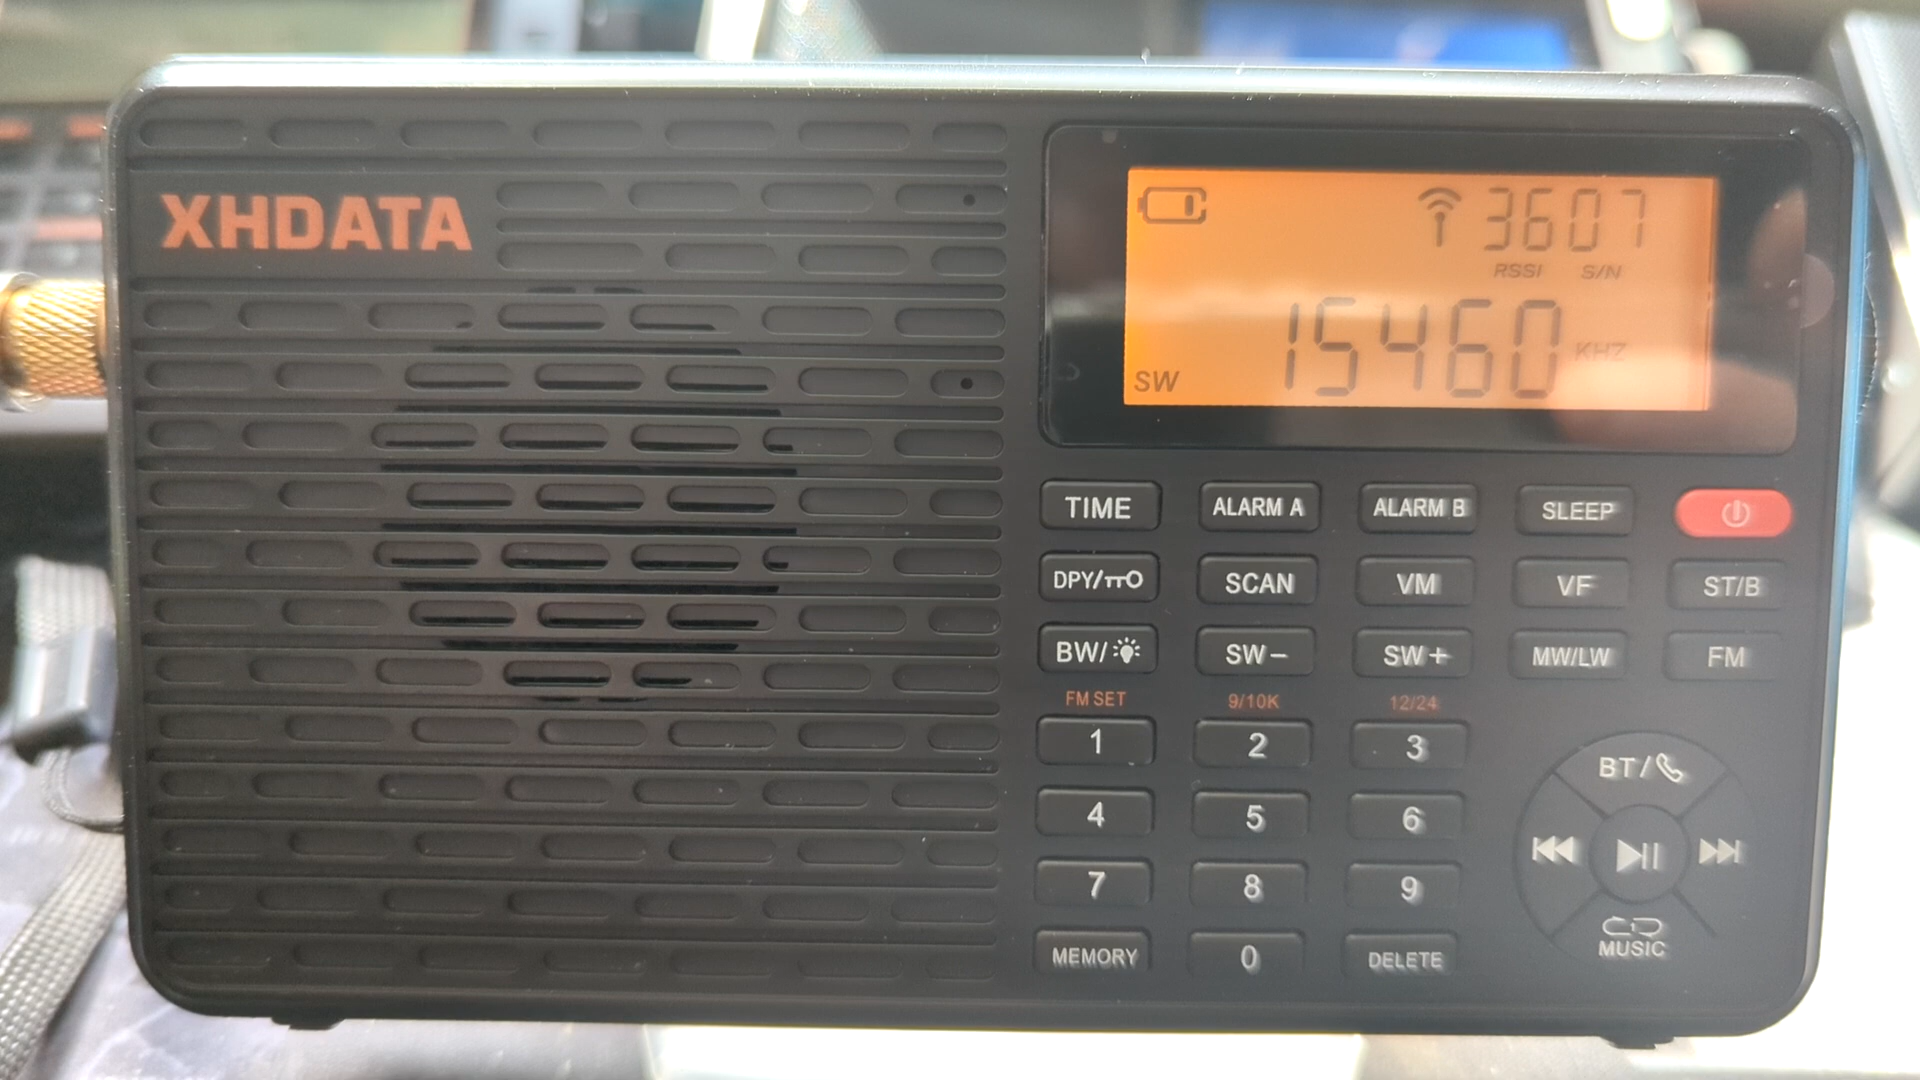 XHDATA
3607
RSSI S/N
15460 KHZ
SW
TIME ALARM A ALARM B SLEEP
DPY/ SCAN VM VF ST/B
BW/ SW− SW+ MW/LW FM
FM SET 9/10K 12/24
1 2 3
BT/
4 5 6
7 8 9
MUSIC
MEMORY 0 DELETE